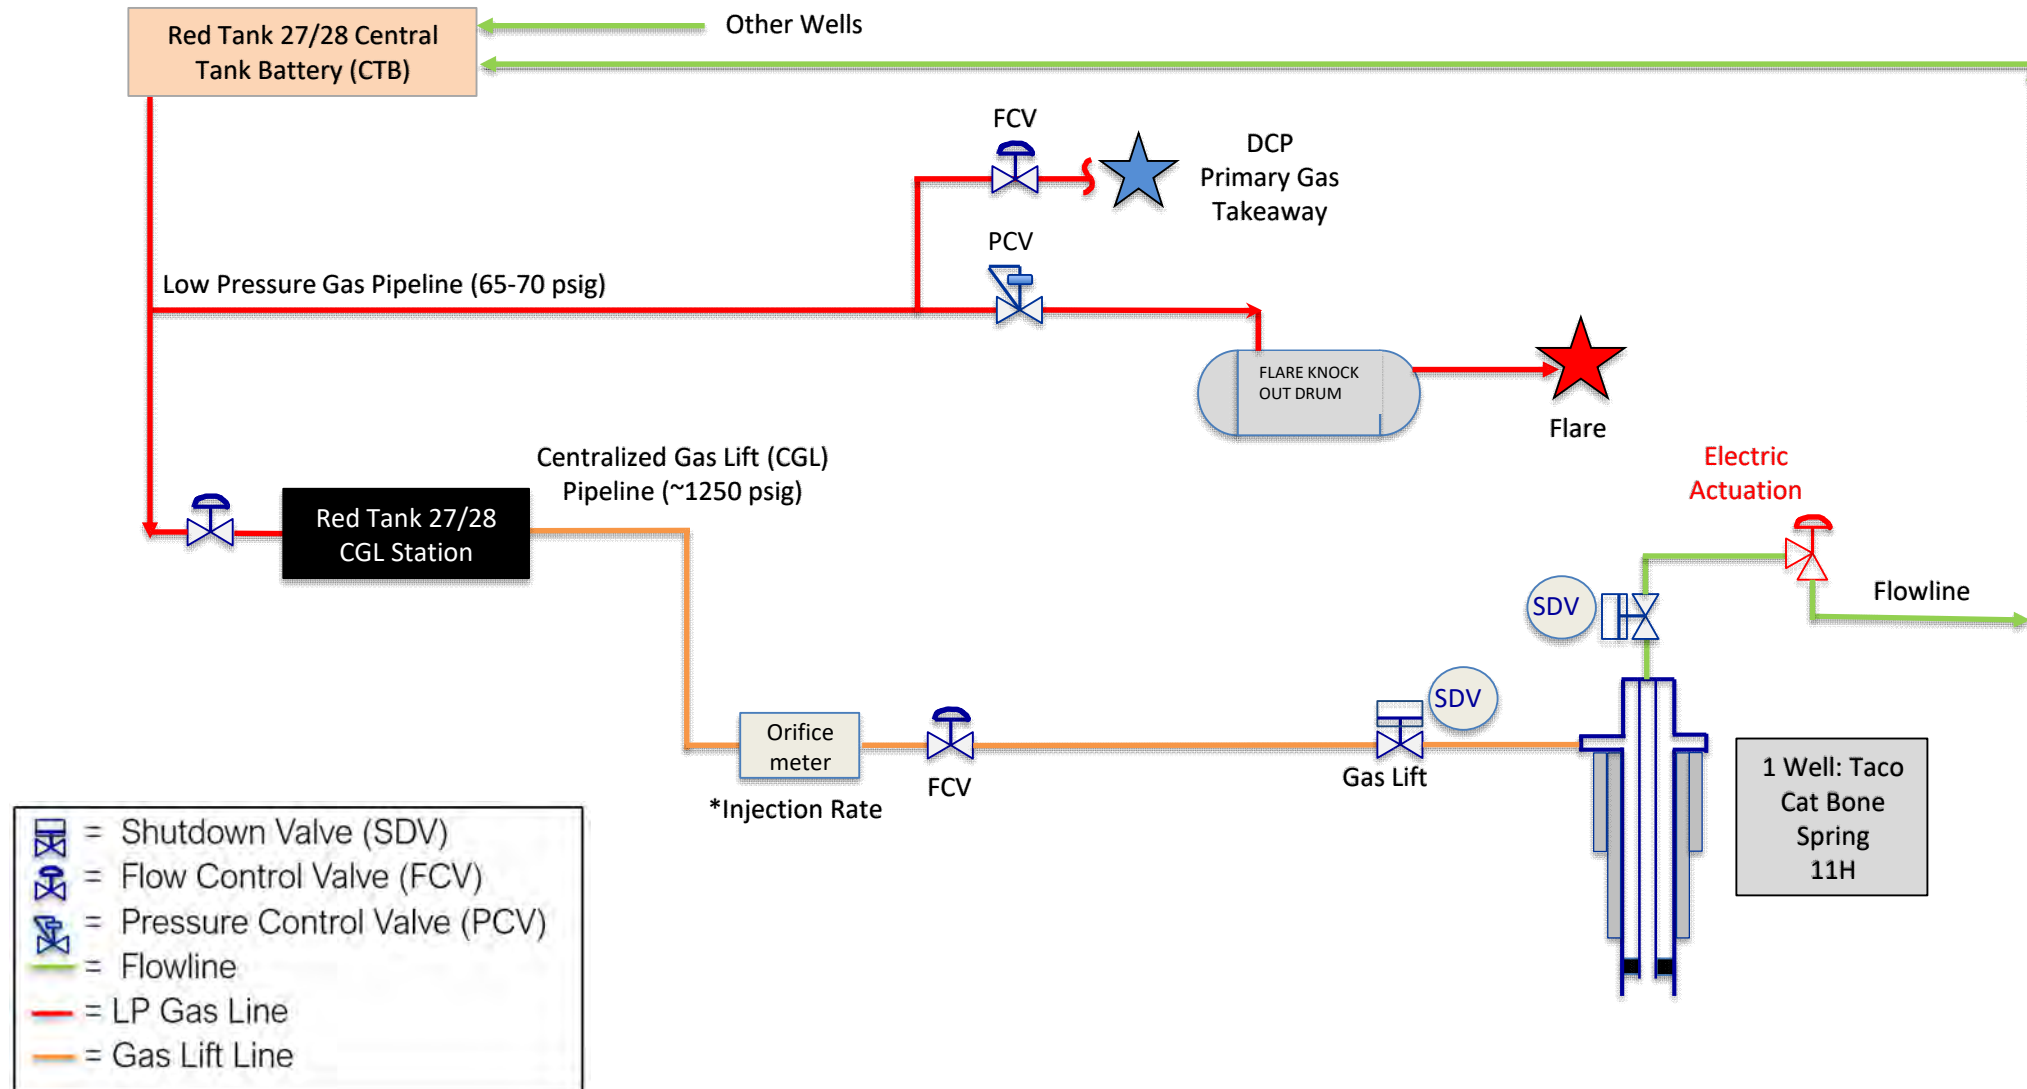 Red Tank 27/28 Central
Tank Battery (CTB)
Other Wells
FCV
DCP
Primary Gas
Takeaway
PCV
Low Pressure Gas Pipeline (65-70 psig)
FLARE KNOCK
OUT DRUM
Flare
Centralized Gas Lift (CGL)
Pipeline (~1250 psig)
Electric
Actuation
Red Tank 27/28
CGL Station
SDV
Flowline
SDV
Orifice
meter
Gas Lift
FCV
*Injection Rate
1 Well: Taco
Cat Bone
Spring
11H
= Shutdown Valve (SDV)
= Flow Control Valve (FCV)
= Pressure Control Valve (PCV)
= Flowline
= LP Gas Line
= Gas Lift Line